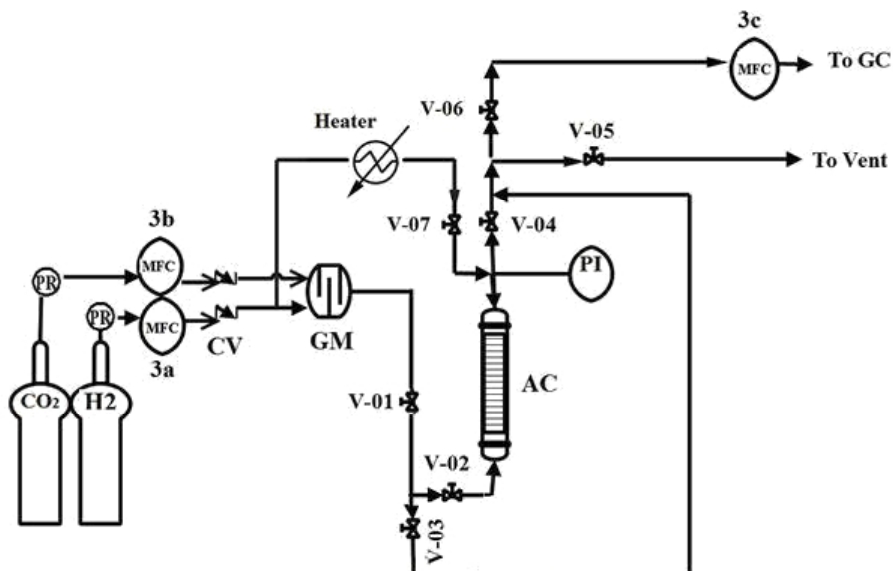 3c
MFC
To GC
V-06
V-05
Heater
To Vent
3b
V-07
V-04
MFC
PR
PI
PR
MFC
CV
GM
3a
CO2
H2
V-01
AC
V-02
V-03